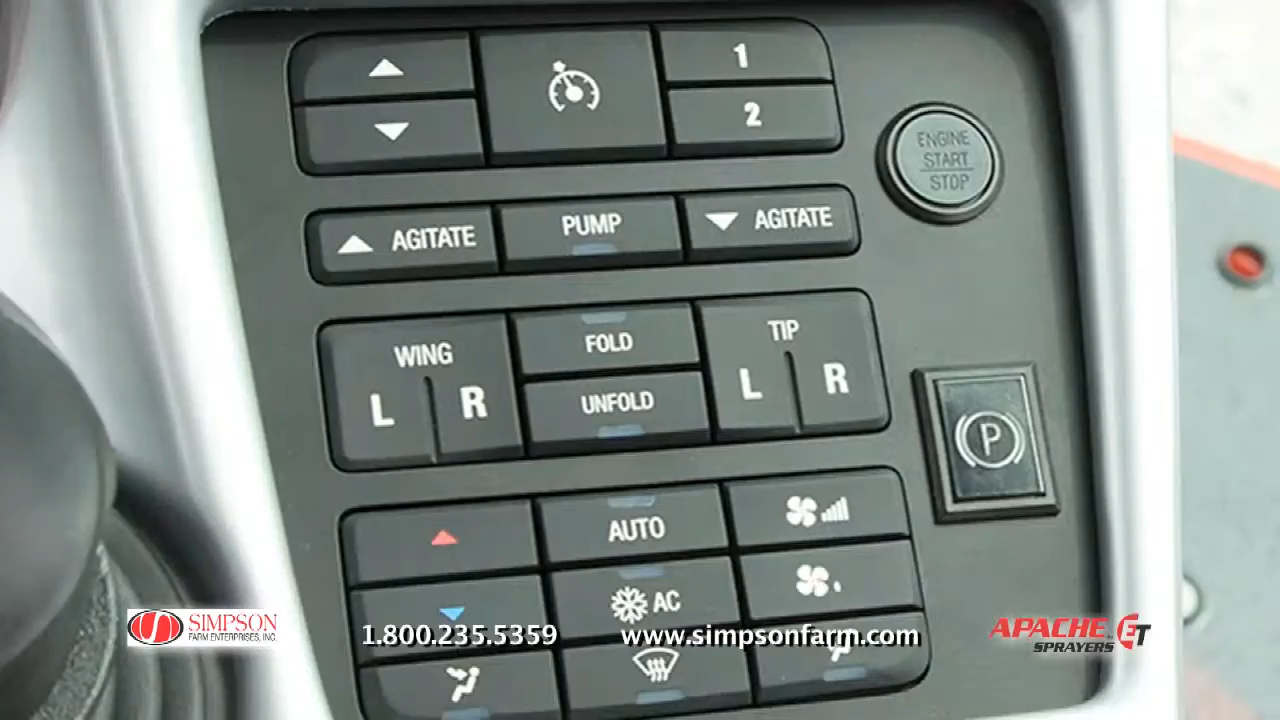 1
2
ENGINE
START
STOP
AGITATE
PUMP
AGITATE
WING
L R
FOLD
UNFOLD
TIP
L R
P
AUTO
AC
SIMPSON
FARM ENTERPRISES, INC.
1.800.235.5359
www.simpsonfarm.com
APACHE
SPRAYERS
ET